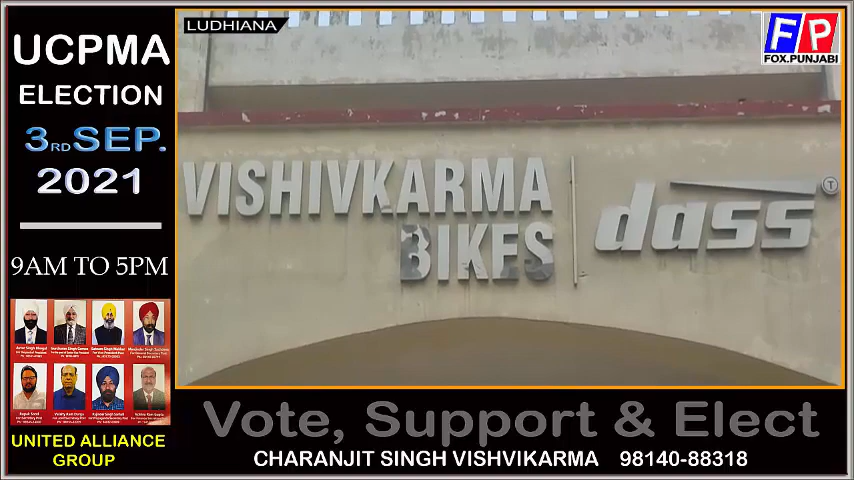 UCPMA
ELECTION
3RD SEP.
2021
9AM TO 5PM
UNITED ALLIANCE
GROUP
LUDHIANA
FP
FOX.PUNJABI
VISHIVKARMA
BIKES
dass
T
Vote, Support & Elect
CHARANJIT SINGH VISHVIKARMA 98140-88318